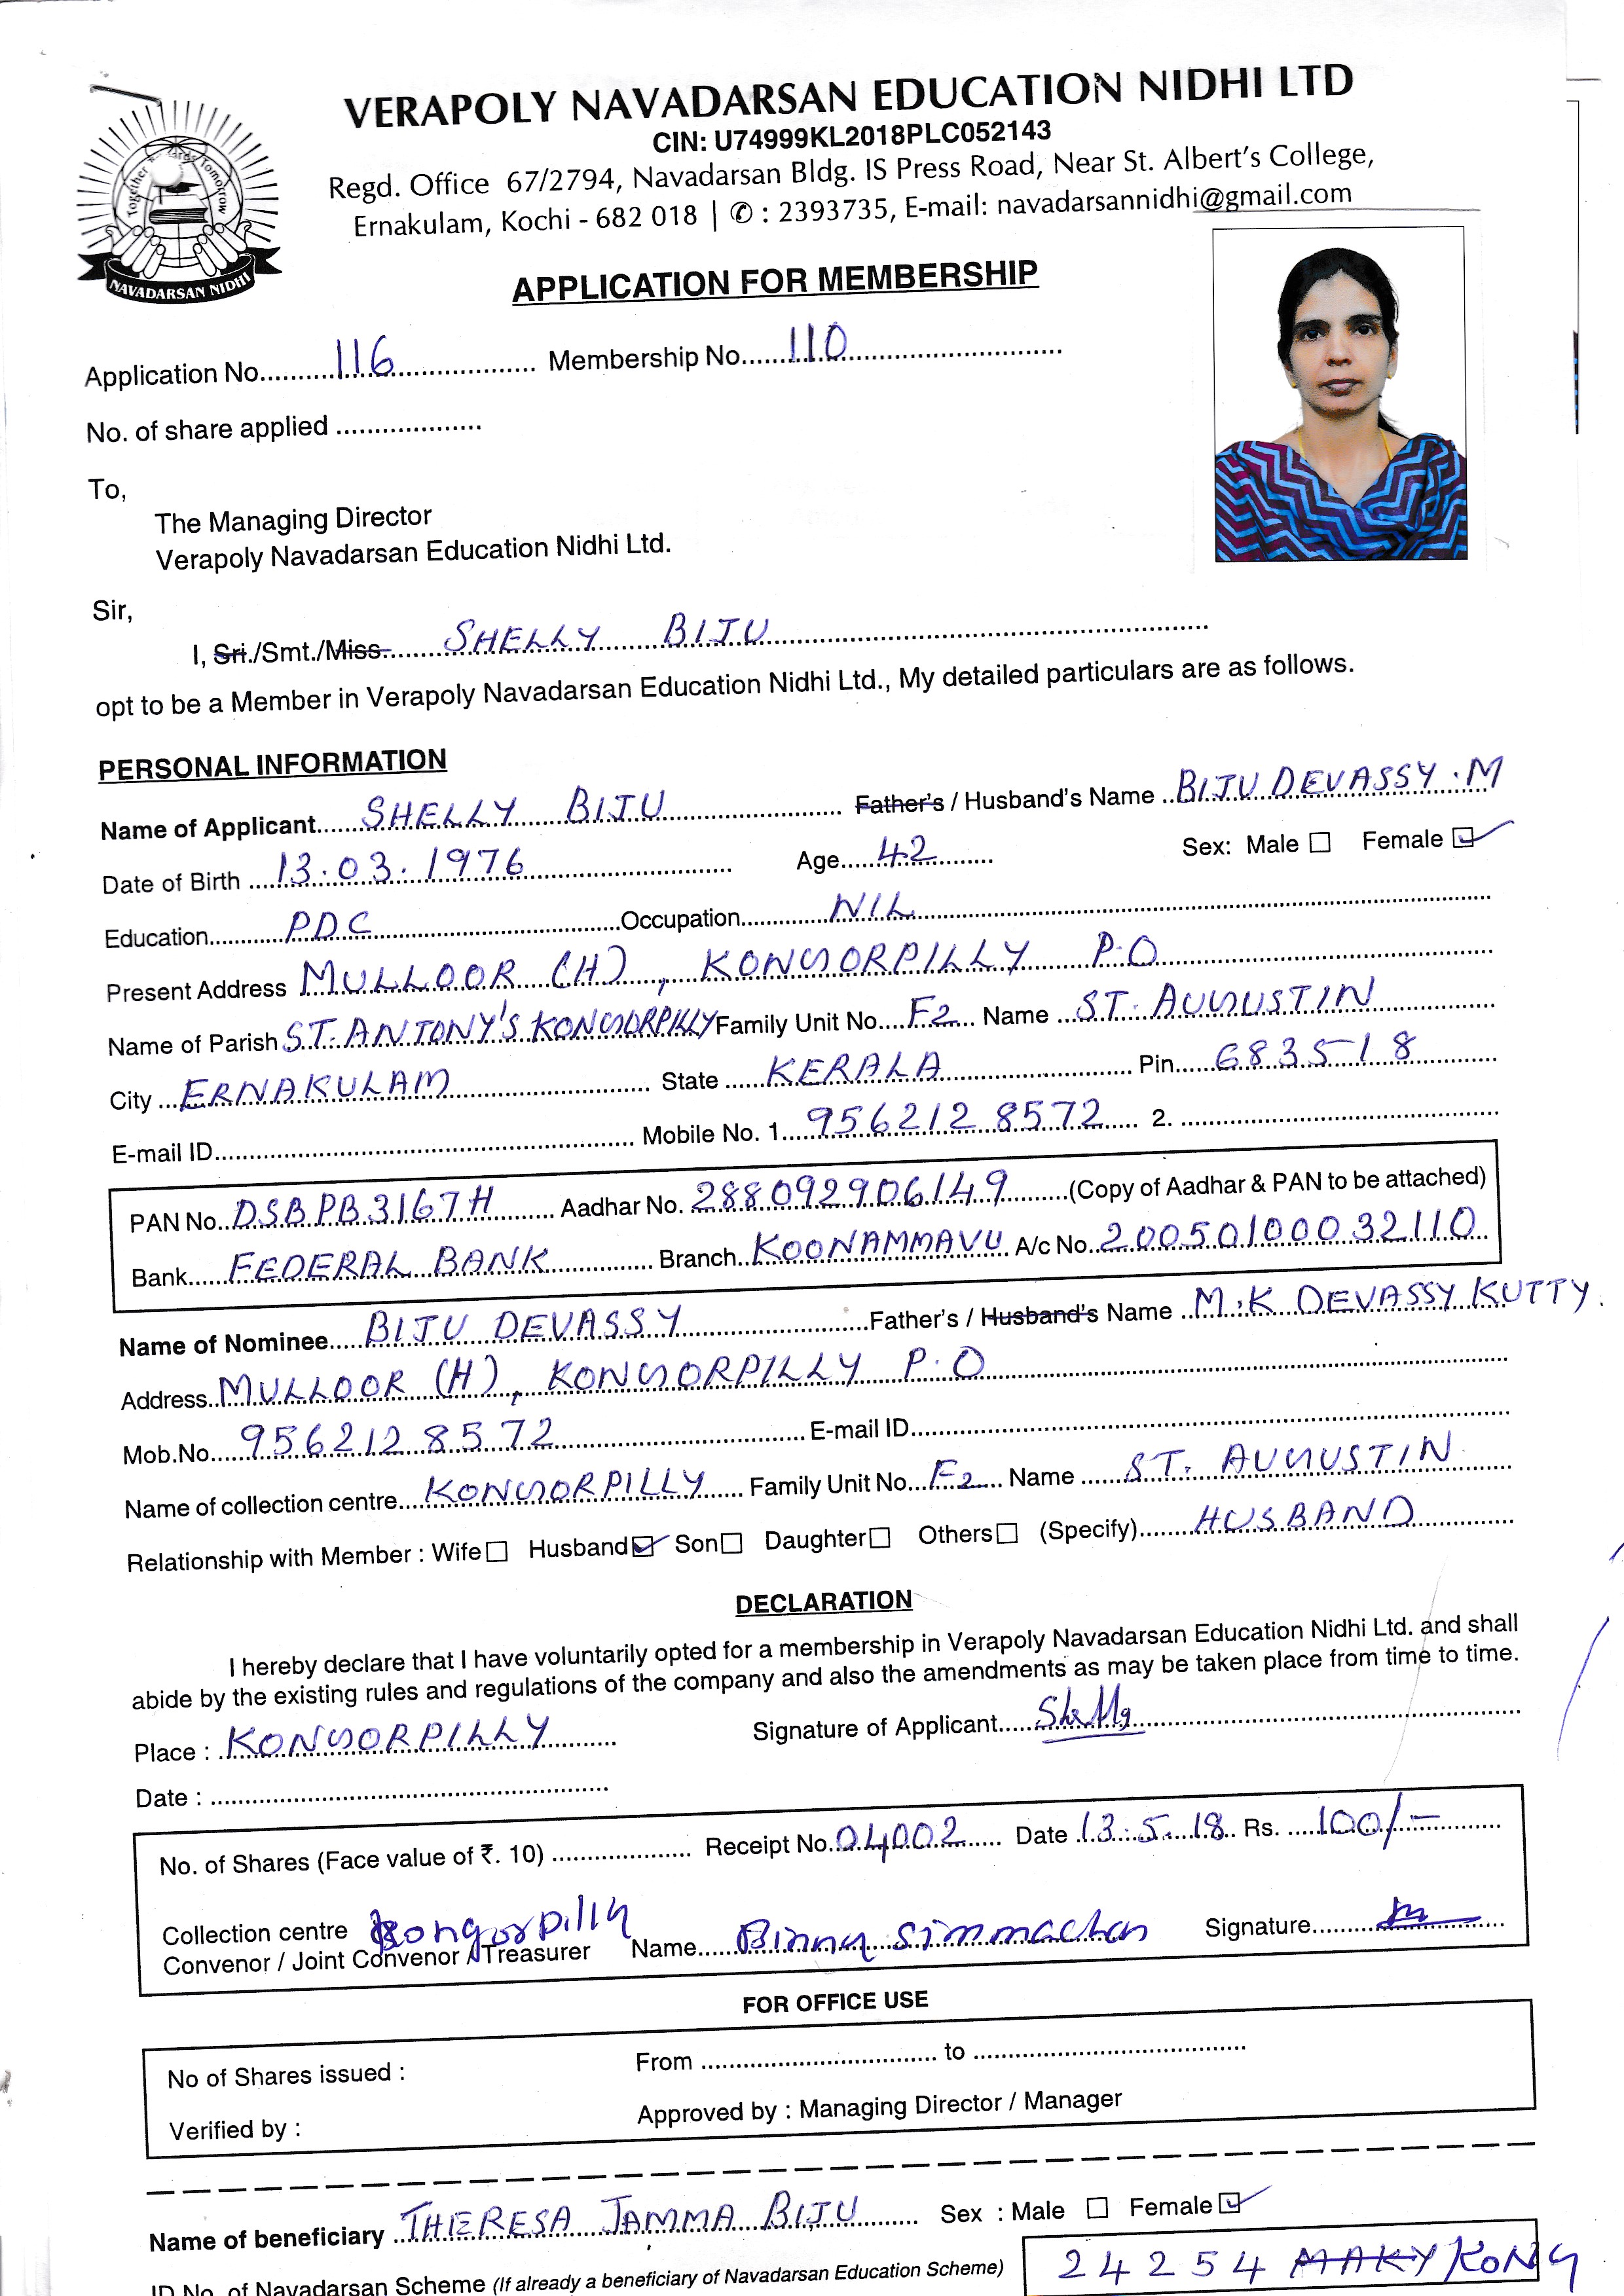 VERAPOLY NAVADARSAN EDUCATION NIDHI LTD
CIN: U74999KL2018PLC052143
Regd. Office 67/2794, Navadarsan Bldg. IS Press Road, Near St. Albert's College,
Ernakulam, Kochi - 682 018 | ✆ : 2393735, E-mail: navadarsannidhi@gmail.com
Together Towards Tomorrow
NAVADARSAN NIDHI
APPLICATION FOR MEMBERSHIP
Application No. 116 Membership No. 110
No. of share applied
To,
The Managing Director
Verapoly Navadarsan Education Nidhi Ltd.
Sir,
I, Sri./Smt./Miss. SHELLY BIJU
opt to be a Member in Verapoly Navadarsan Education Nidhi Ltd., My detailed particulars are as follows.
PERSONAL INFORMATION
Name of Applicant SHELLY BIJU Father's / Husband's Name BIJU DEVASSY.M
Date of Birth 13.03.1976 Age 42 Sex: Male ☐ Female ☑
Education PDC Occupation NIL
Present Address MULLOOR (H), KONGORPILLY P.O
Name of Parish ST. ANTONY'S KONGORPILLY Family Unit No. F2 Name ST. AUGUSTIN
City ERNAKULAM State KERALA Pin 683518
E-mail ID Mobile No. 1. 9562128572 2.
PAN No. DSBPB3167H Aadhar No. 288092906149 (Copy of Aadhar & PAN to be attached)
Bank FEDERAL BANK Branch KOONAMMAVU A/c No. 20050100032110
Name of Nominee BIJU DEVASSY Father's / Husband's Name M.K DEVASSY KUTTY.
Address MULLOOR (H), KONGORPILLY P.O
Mob.No. 9562128572 E-mail ID
Name of collection centre KONGORPILLY Family Unit No. F2 Name ST. AUGUSTIN
Relationship with Member : Wife ☐ Husband ☑ Son ☐ Daughter ☐ Others ☐ (Specify) HUSBAND
DECLARATION
I hereby declare that I have voluntarily opted for a membership in Verapoly Navadarsan Education Nidhi Ltd. and shall
abide by the existing rules and regulations of the company and also the amendments as may be taken place from time to time.
Place : KONGORPILLY Signature of Applicant Shelly
Date :
No. of Shares (Face value of ₹. 10) Receipt No. 04002 Date 13.5.18 Rs. 100/-
Collection centre Kongorpilly
Convenor / Joint Convenor / Treasurer Name Binny Simmachan Signature
FOR OFFICE USE
No of Shares issued : From to
Verified by : Approved by : Managing Director / Manager
Name of beneficiary THERESA JAMMA BIJU Sex : Male ☐ Female ☑
ID No. of Navadarsan Scheme (If already a beneficiary of Navadarsan Education Scheme) 24254 MAKY KONG